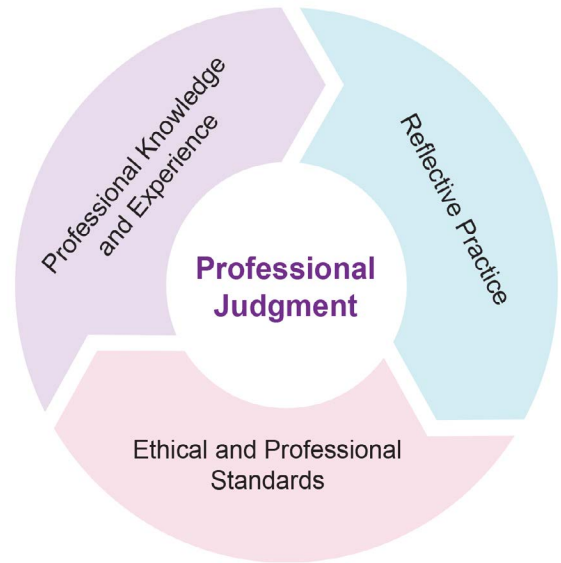 Professional Knowledge
and Experience
Reflective Practice
Professional
Judgment
Ethical and Professional
Standards